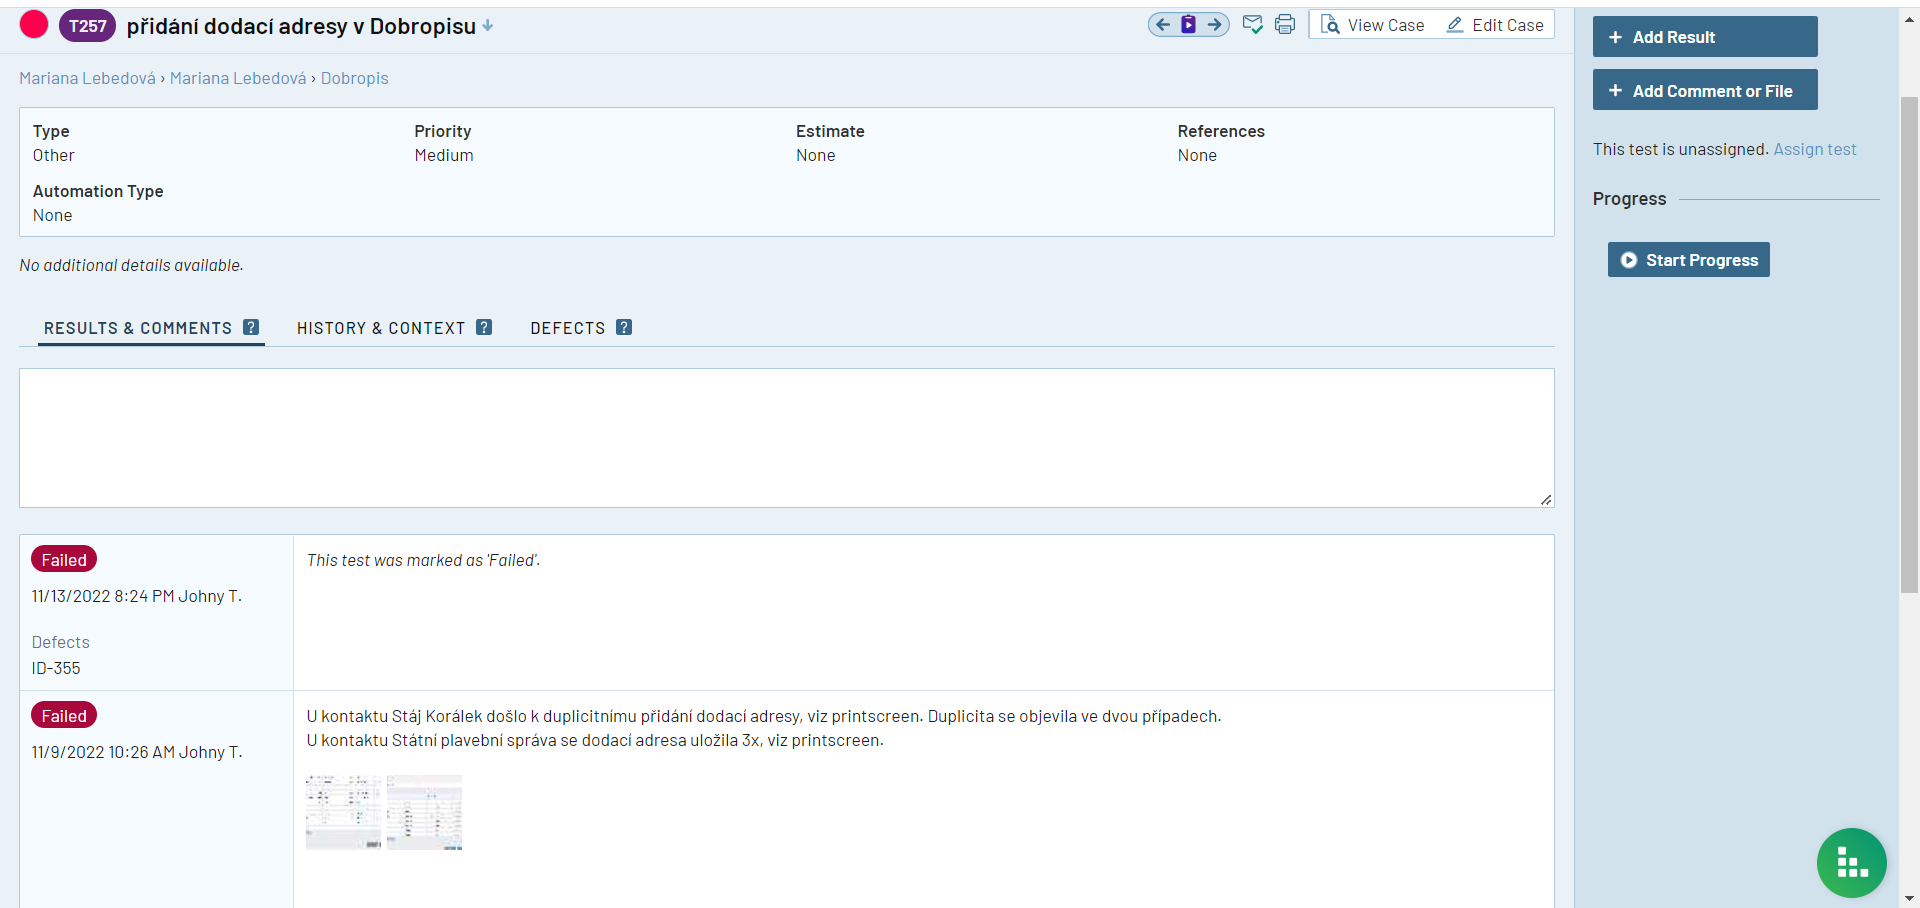 T257 přidání dodací adresy v Dobropisu
View Case
Edit Case
Mariana Lebedová › Mariana Lebedová › Dobropis
Type
Other
Priority
Medium
Estimate
None
References
None
Automation Type
None
No additional details available.
RESULTS & COMMENTS ?
HISTORY & CONTEXT ?
DEFECTS ?
Failed
11/13/2022 8:24 PM Johny T.
Defects
ID-355
This test was marked as 'Failed'.
Failed
11/9/2022 10:26 AM Johny T.
U kontaktu Stáj Korálek došlo k duplicitnímu přidání dodací adresy, viz printscreen. Duplicita se objevila ve dvou případech.
U kontaktu Státní plavební správa se dodací adresa uložila 3x, viz printscreen.
+ Add Result
+ Add Comment or File
This test is unassigned. Assign test
Progress
Start Progress